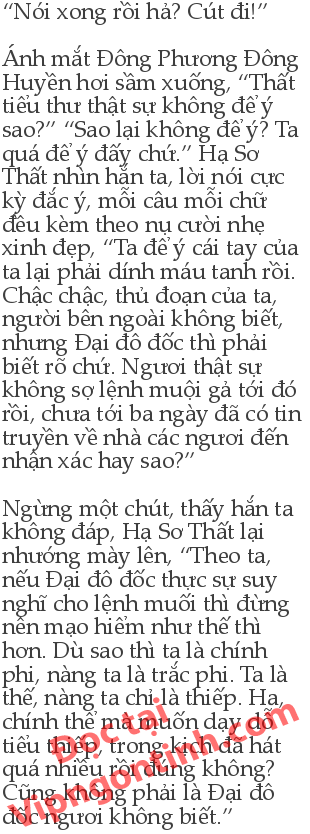 “Nói xong rồi hả? Cút đi!”
Ánh mắt Đông Phương Đông
Huyền hơi sầm xuống, “Thất
tiểu thư thật sự không để ý
sao?” “Sao lại không để ý? Ta
quá để ý đấy chứ.” Hạ Sơ
Thất nhìn hắn ta, lời nói cực
kỳ đắc ý, mỗi câu mỗi chữ
đều kèm theo nụ cười nhẹ
xinh đẹp, “Ta để ý cái tay của
ta lại phải dính máu tanh rồi.
Chậc chậc, thủ đoạn của ta,
người bên ngoài không biết,
nhưng Đại đô đốc thì phải
biết rõ chứ. Ngươi thật sự
không sợ lệnh muội gả tới đó
rồi, chưa tới ba ngày đã có tin
truyền về nhà các ngươi đến
nhận xác hay sao?”
Ngừng một chút, thấy hắn ta
không đáp, Hạ Sơ Thất lại
nhướng mày lên, “Theo ta,
nếu Đại đô đốc thực sự suy
nghĩ cho lệnh muối thì đừng
nên mạo hiểm như thế thì
hơn. Dù sao thì ta là chính
phi, nàng ta là trắc phi. Ta là
thế, nàng ta chỉ là thiếp. Ha,
chính thể mà muốn dạy dỗ
tiểu thiếp, trong kịch đã hát
quá nhiều rồi đúng không?
Cũng không phải là Đại đô
đốc ngươi không biết.”
Đọc tại
Vipngontinh.com